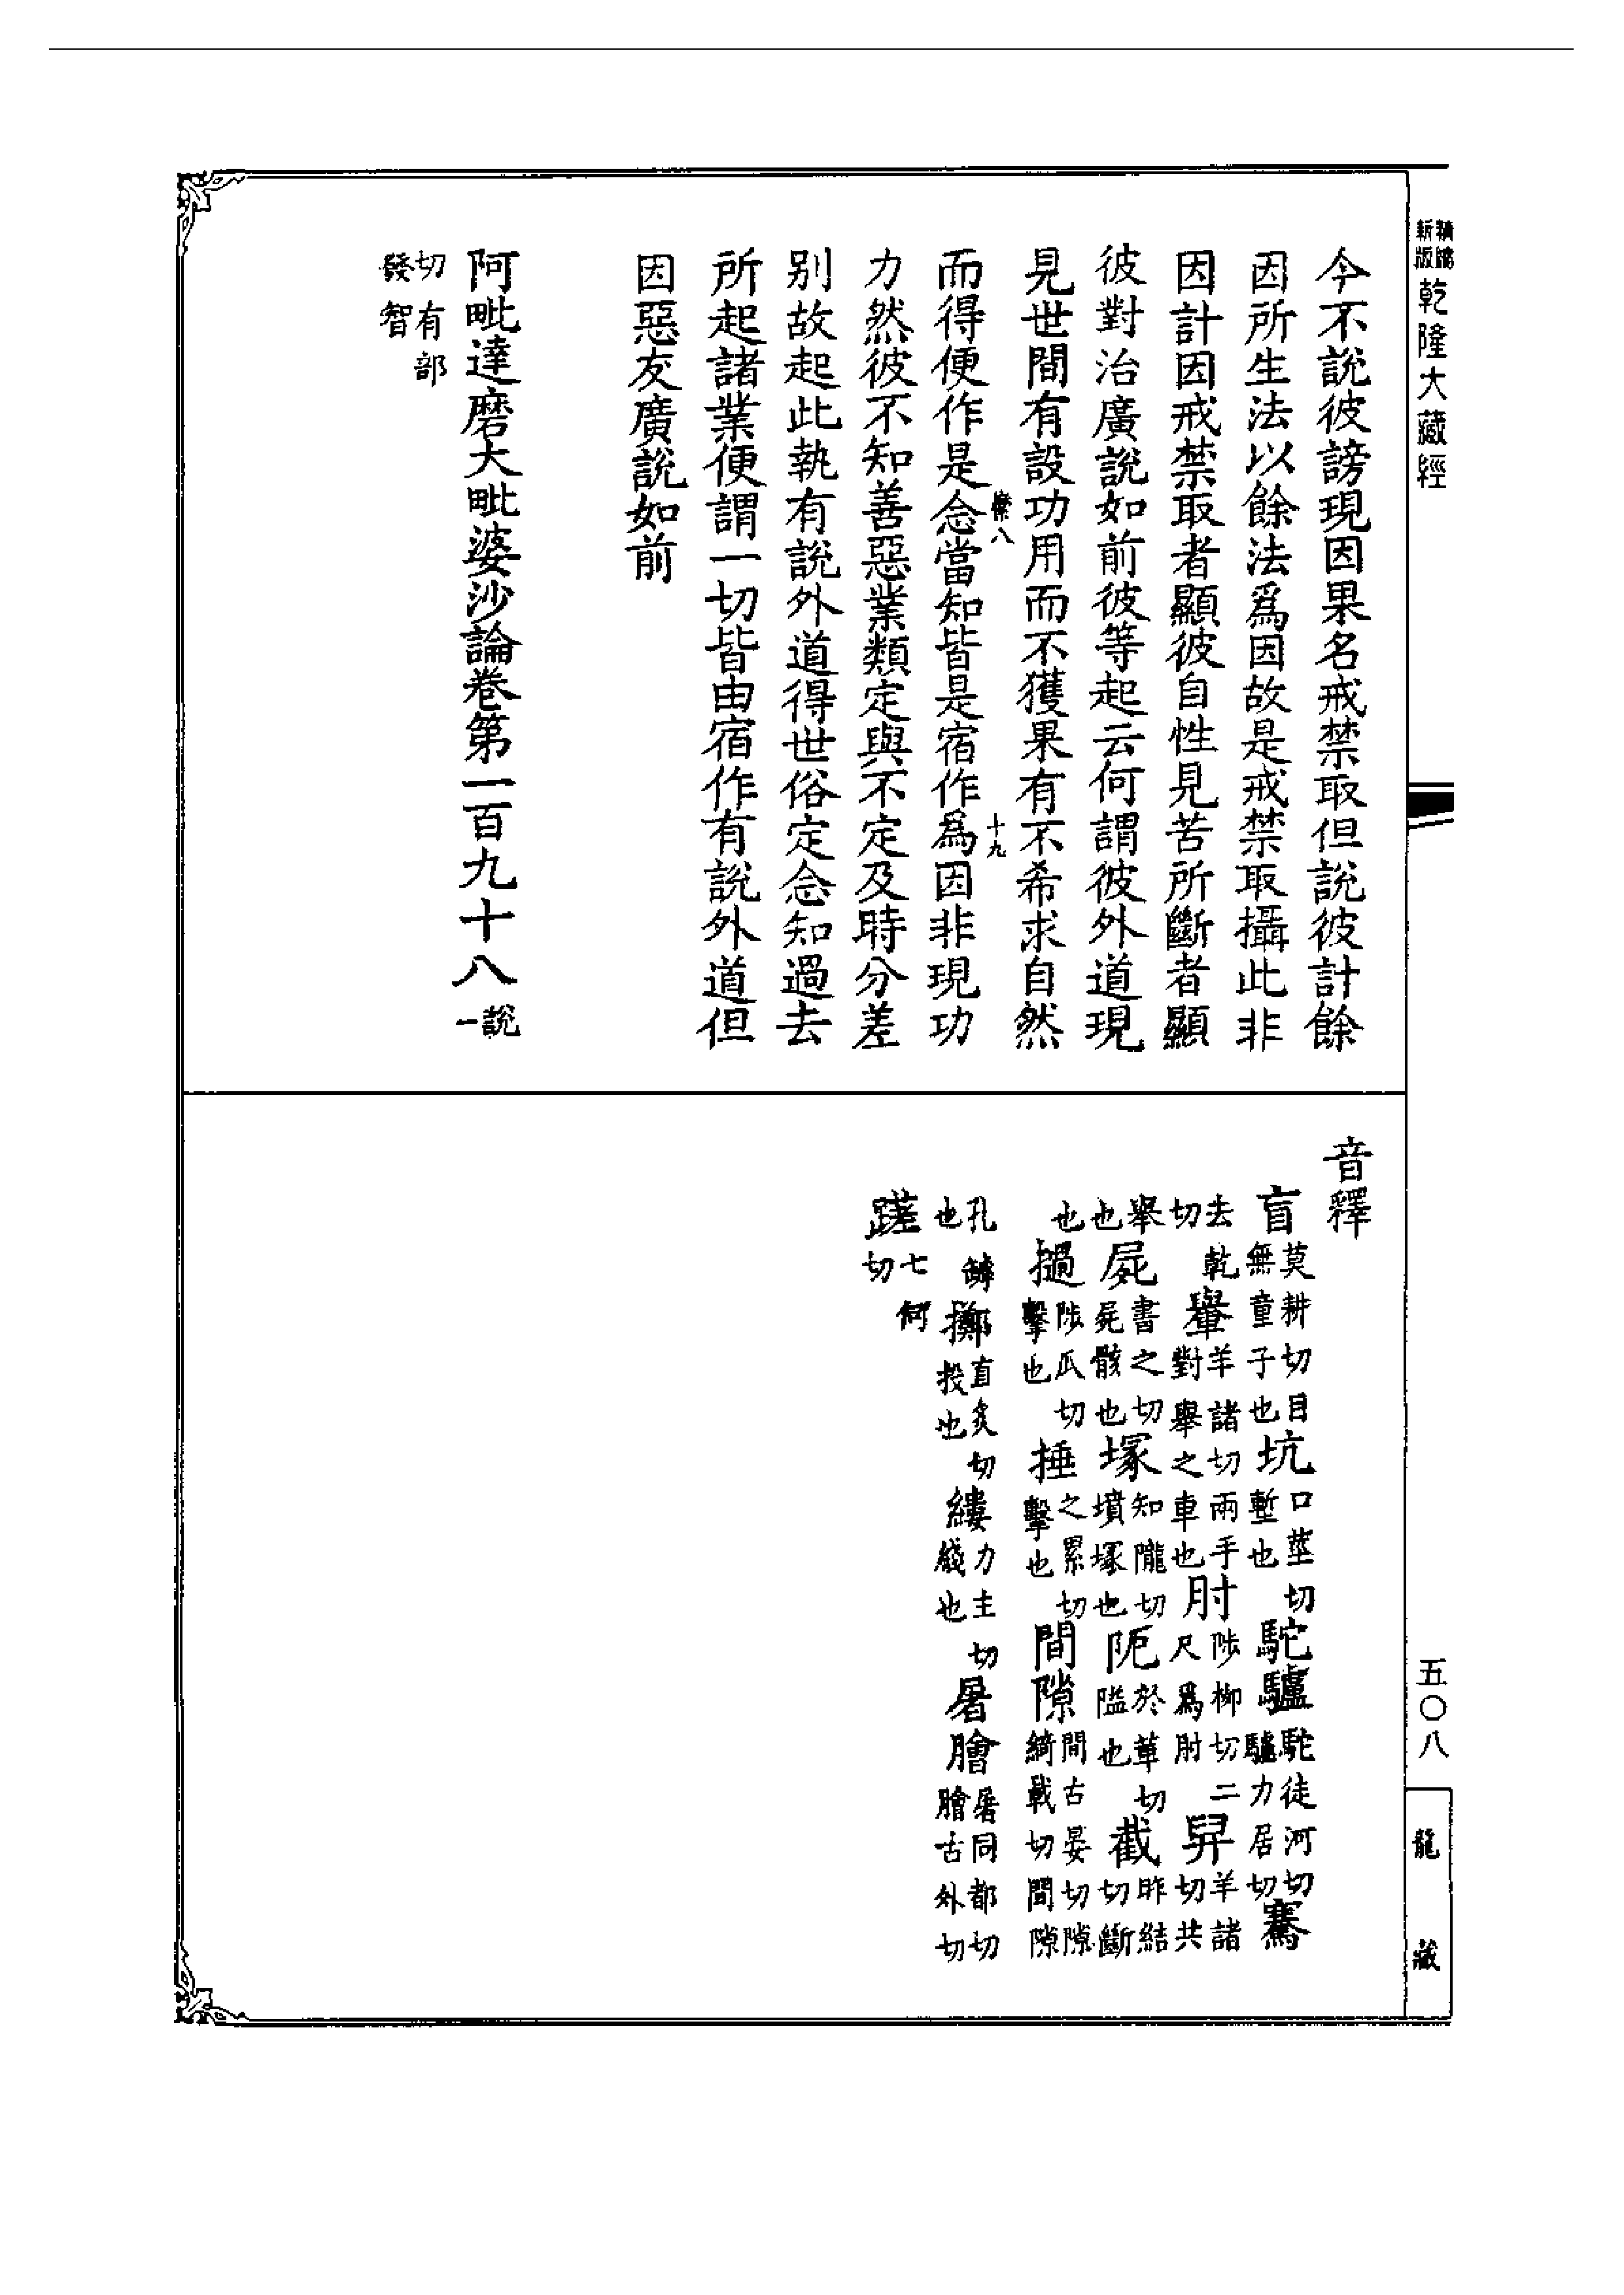 新版
乾隆大藏經
今不說彼謗現因果名戒禁取但說彼計餘
因所生法以餘法爲因故是戒禁取攝此非
因計因戒禁取者顯彼自性見苦所斷者顯
彼對治廣說如前彼等起云何謂彼外道現
見世間有設功用而不獲果有不希求自然
而得便作是念當知皆是宿作爲因非現功
八
十九
力然彼不知善惡業類定與不定及時分差
別故起此執有說外道得世俗定念知過去
所起諸業便謂一切皆由宿作有說外道但
因惡友廣說如前
阿毗達磨大毗婆沙論卷第一百九十八說一
切有部
發智
音釋
盲莫耕切目無童子也坑口莖切塹也駝驢駝徒河切驢力居切騫
去乾切轝羊諸切兩手對舉之車也肘陟柳切二尺爲肘舁羊諸切共
舉也屍書之切屍骸也塚知隴切墳塚也阨於革切隘也截昨結切斷
也撾陟瓜切擊也捶之累切擊也間隙間古晏切隙綺戟切間隙
孔罅也擲直炙切投也縷力主切綫也屠膾屠同都切膾古外切
蹉七何切
五〇八
龍藏